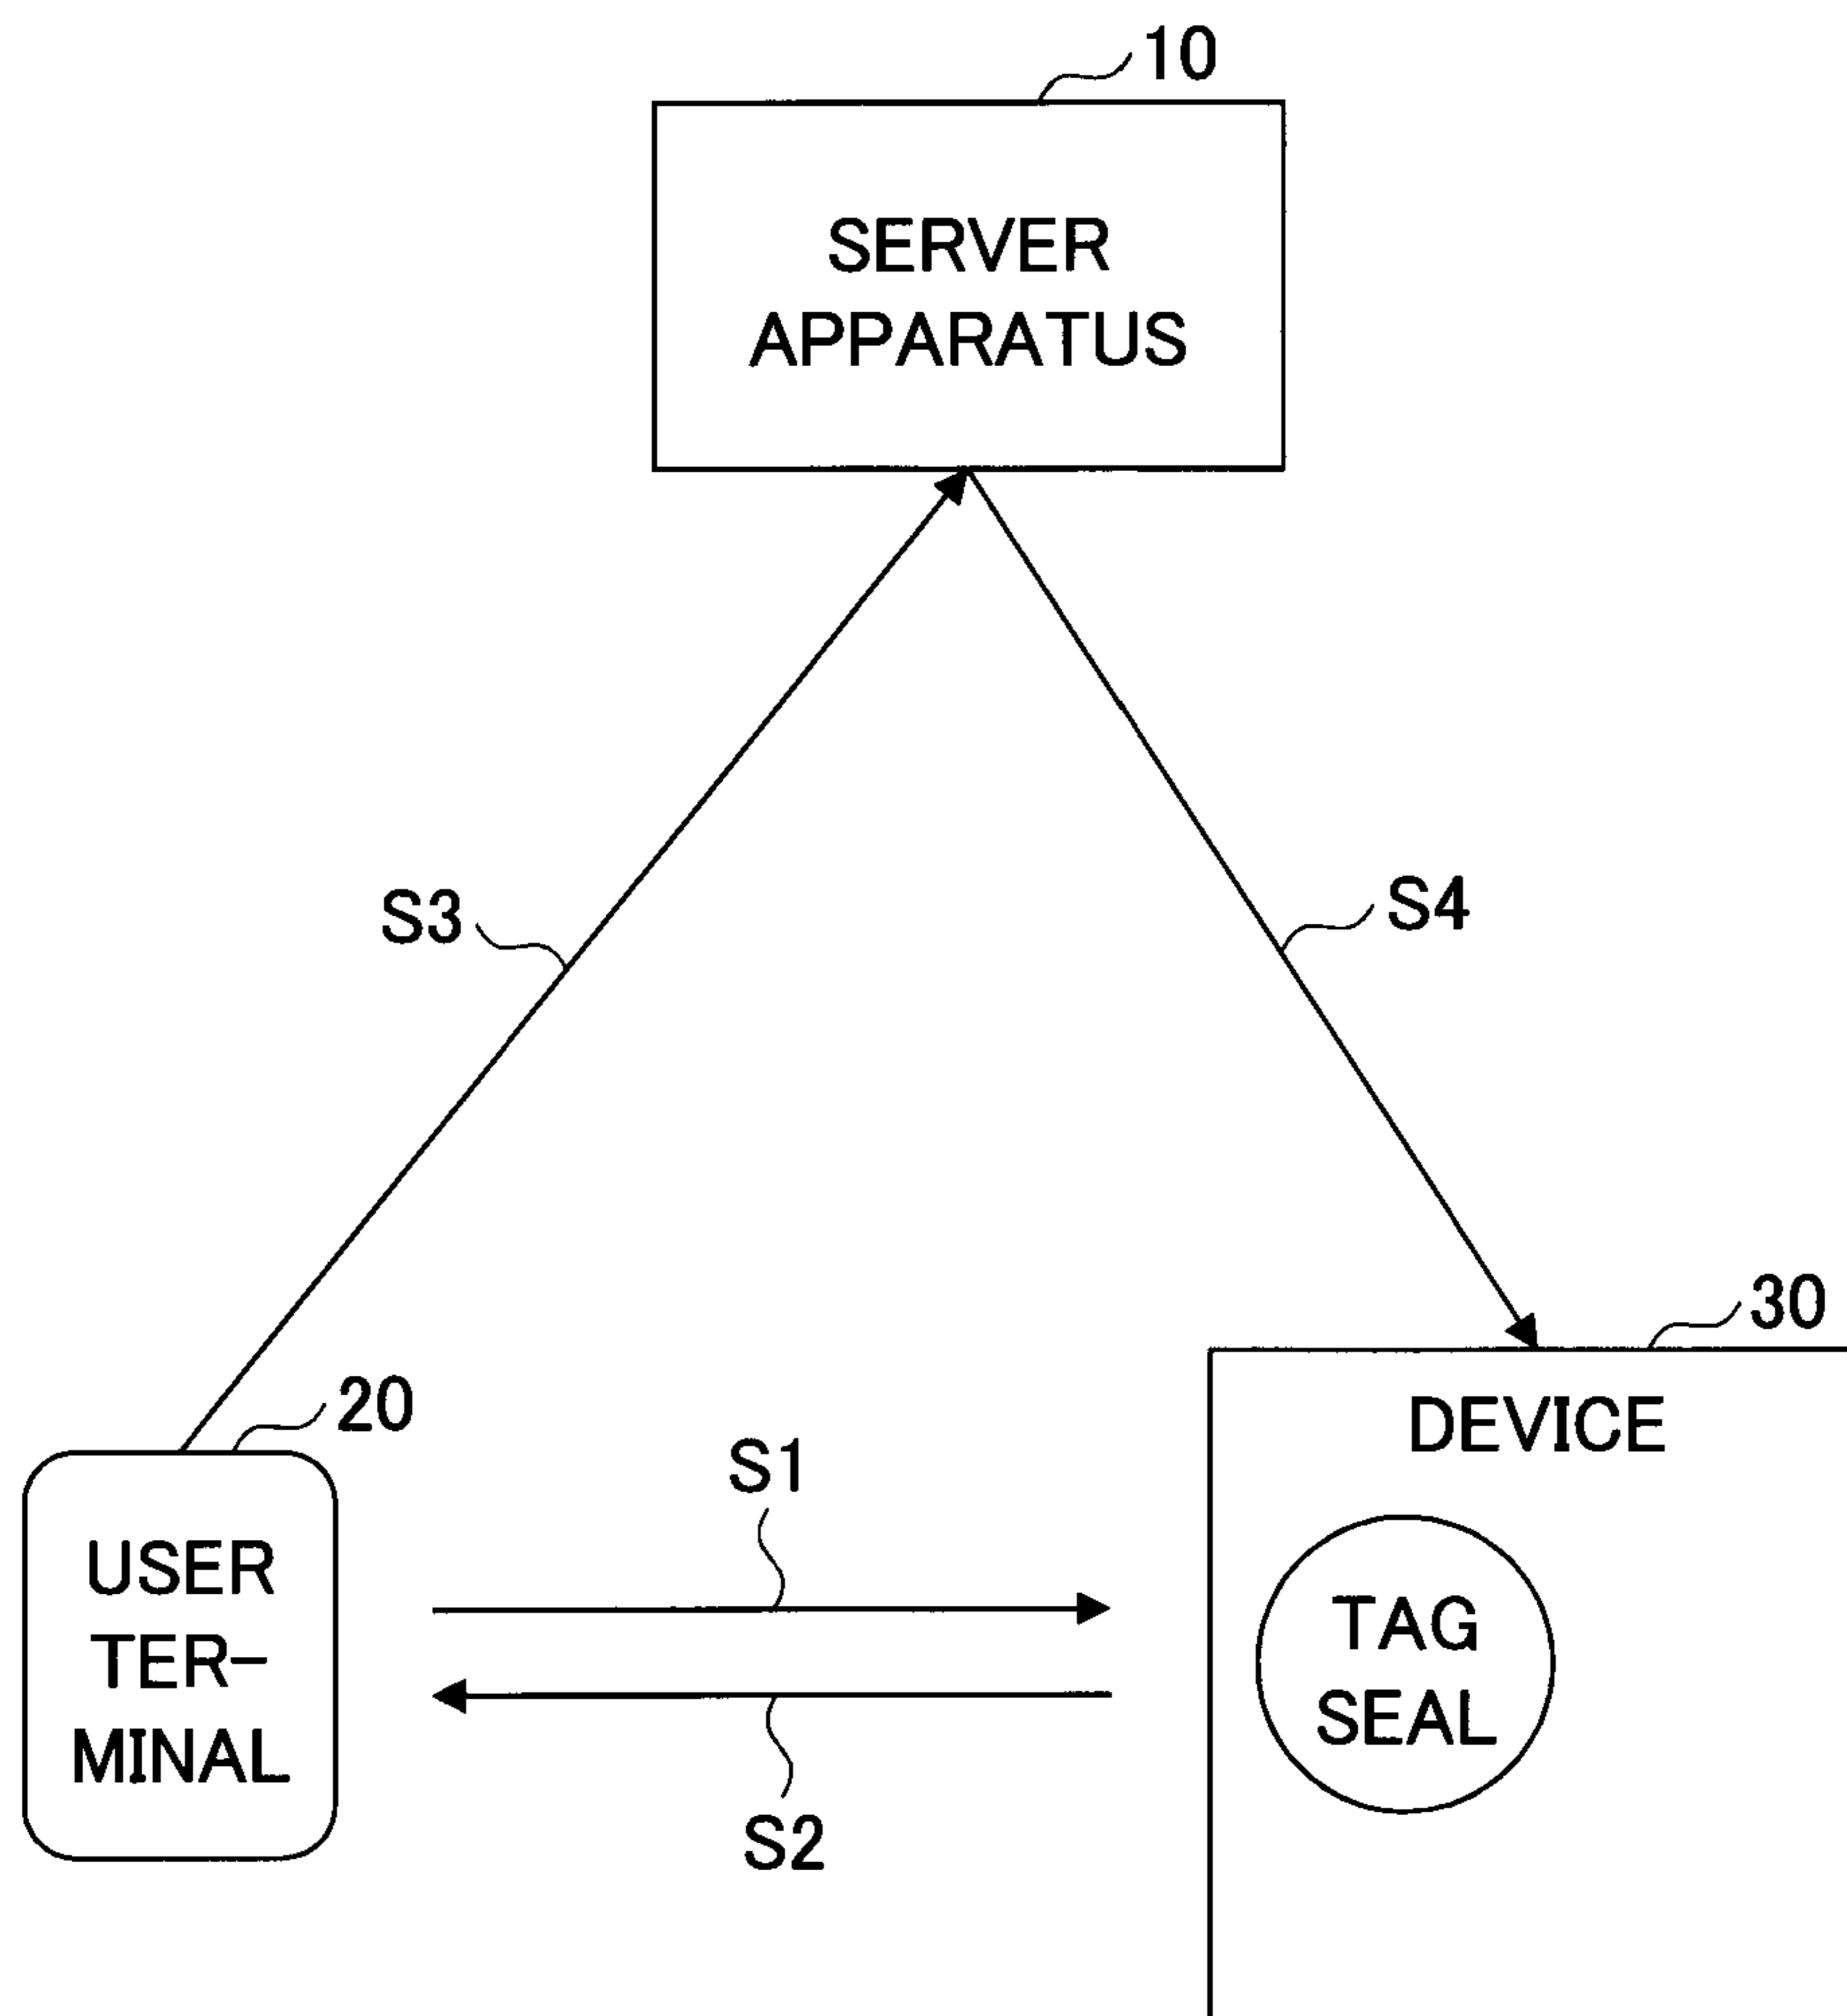 10
SERVER
APPARATUS
S3
S4
30
20
DEVICE
S1
USER
TER-
MINAL
TAG
SEAL
S2